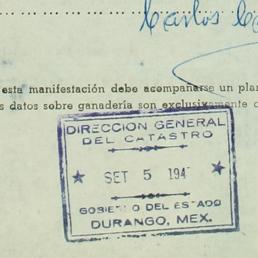 Carlos
esta manifestación debe acompañarse un plan
s datos sobre ganadería son exclusivamente
DIRECCION GENERAL
DEL CATASTRO
SET 5 194
GOBIERNO DEL ESTADO
DURANGO, MEX.